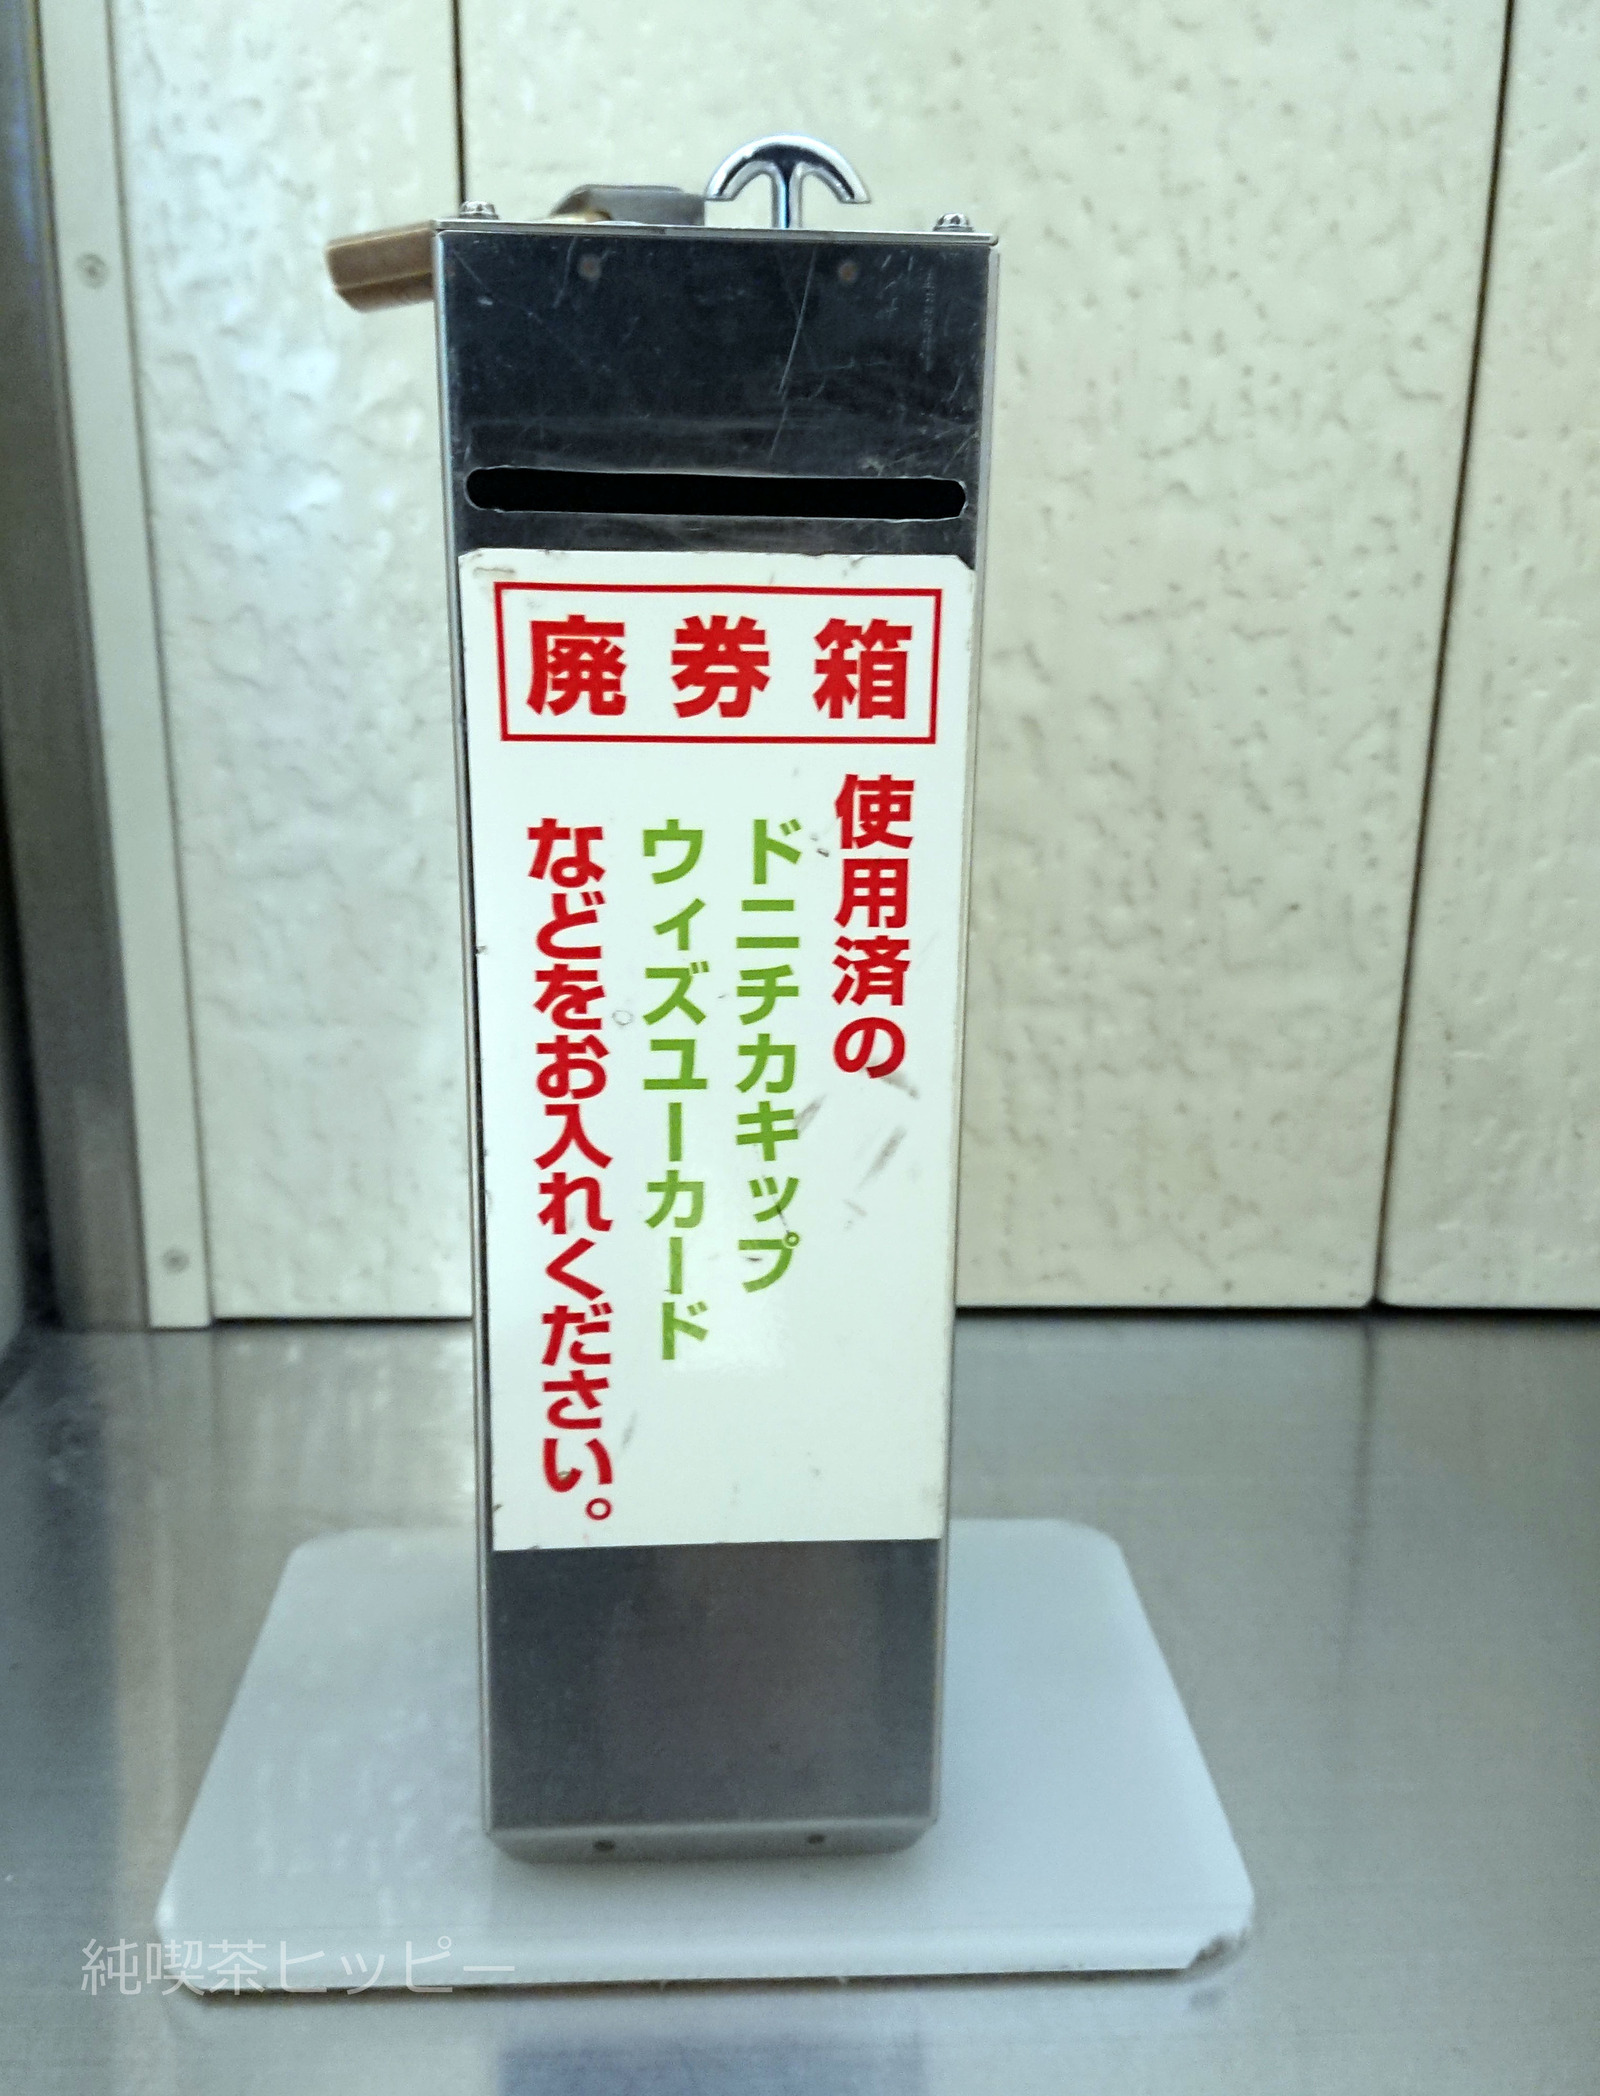 廃券箱
使用済の
ドニチカキップ
ウィズユーカード
などをお入れください。
純喫茶ヒッピー